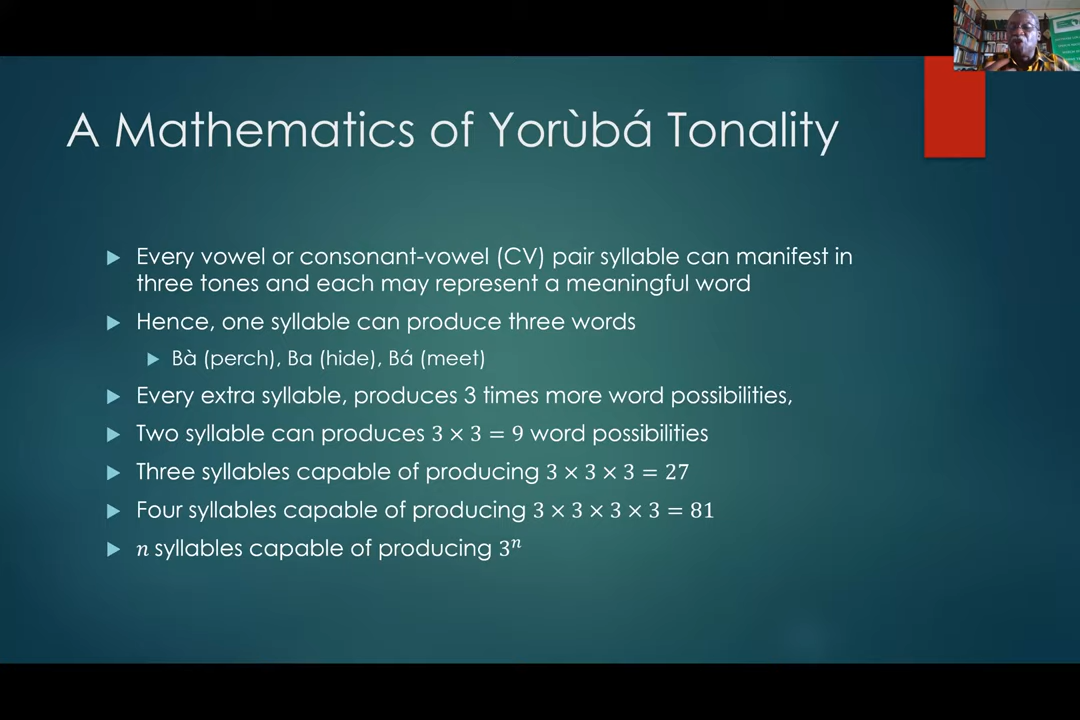 A Mathematics of Yorùbá Tonality
Every vowel or consonant-vowel (CV) pair syllable can manifest in
three tones and each may represent a meaningful word
Hence, one syllable can produce three words
Bà (perch), Ba (hide), Bá (meet)
Every extra syllable, produces 3 times more word possibilities,
Two syllable can produces 3 × 3 = 9 word possibilities
Three syllables capable of producing 3 × 3 × 3 = 27
Four syllables capable of producing 3 × 3 × 3 × 3 = 81
n syllables capable of producing 3ⁿ